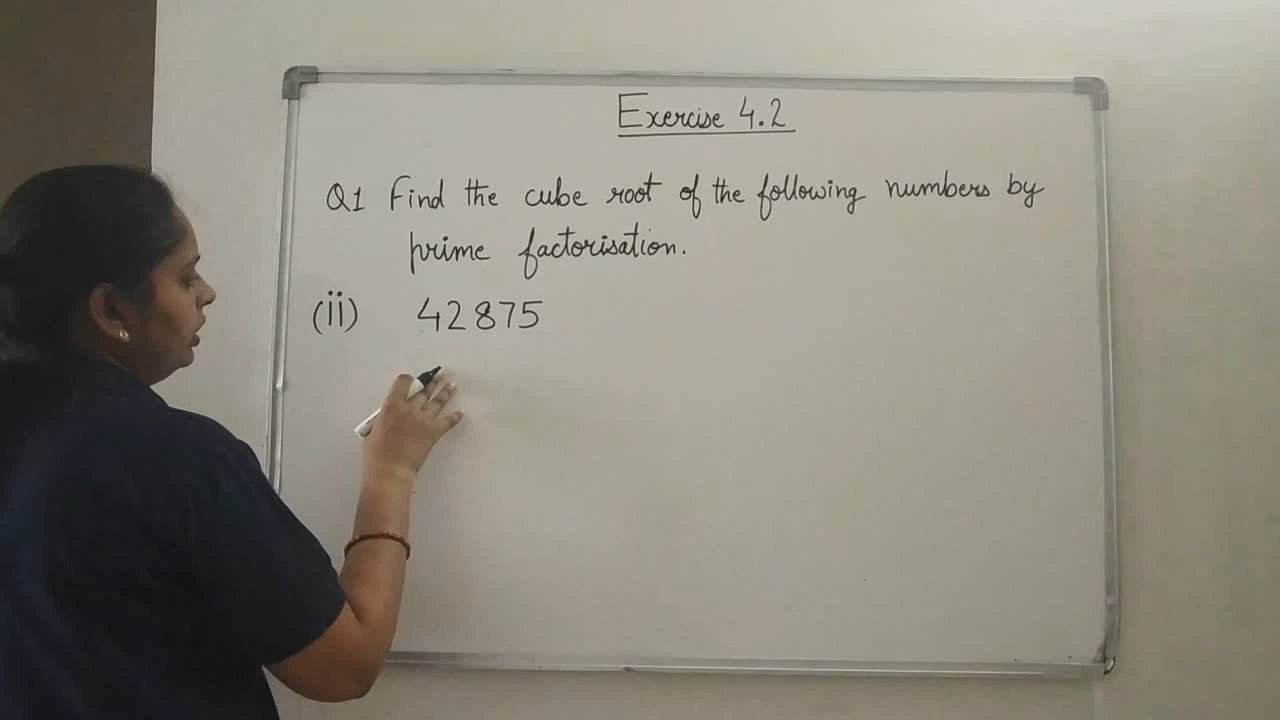 Exercise 4.2
Q1 Find the cube root of the following numbers by
prime factorisation.
(ii) 42875